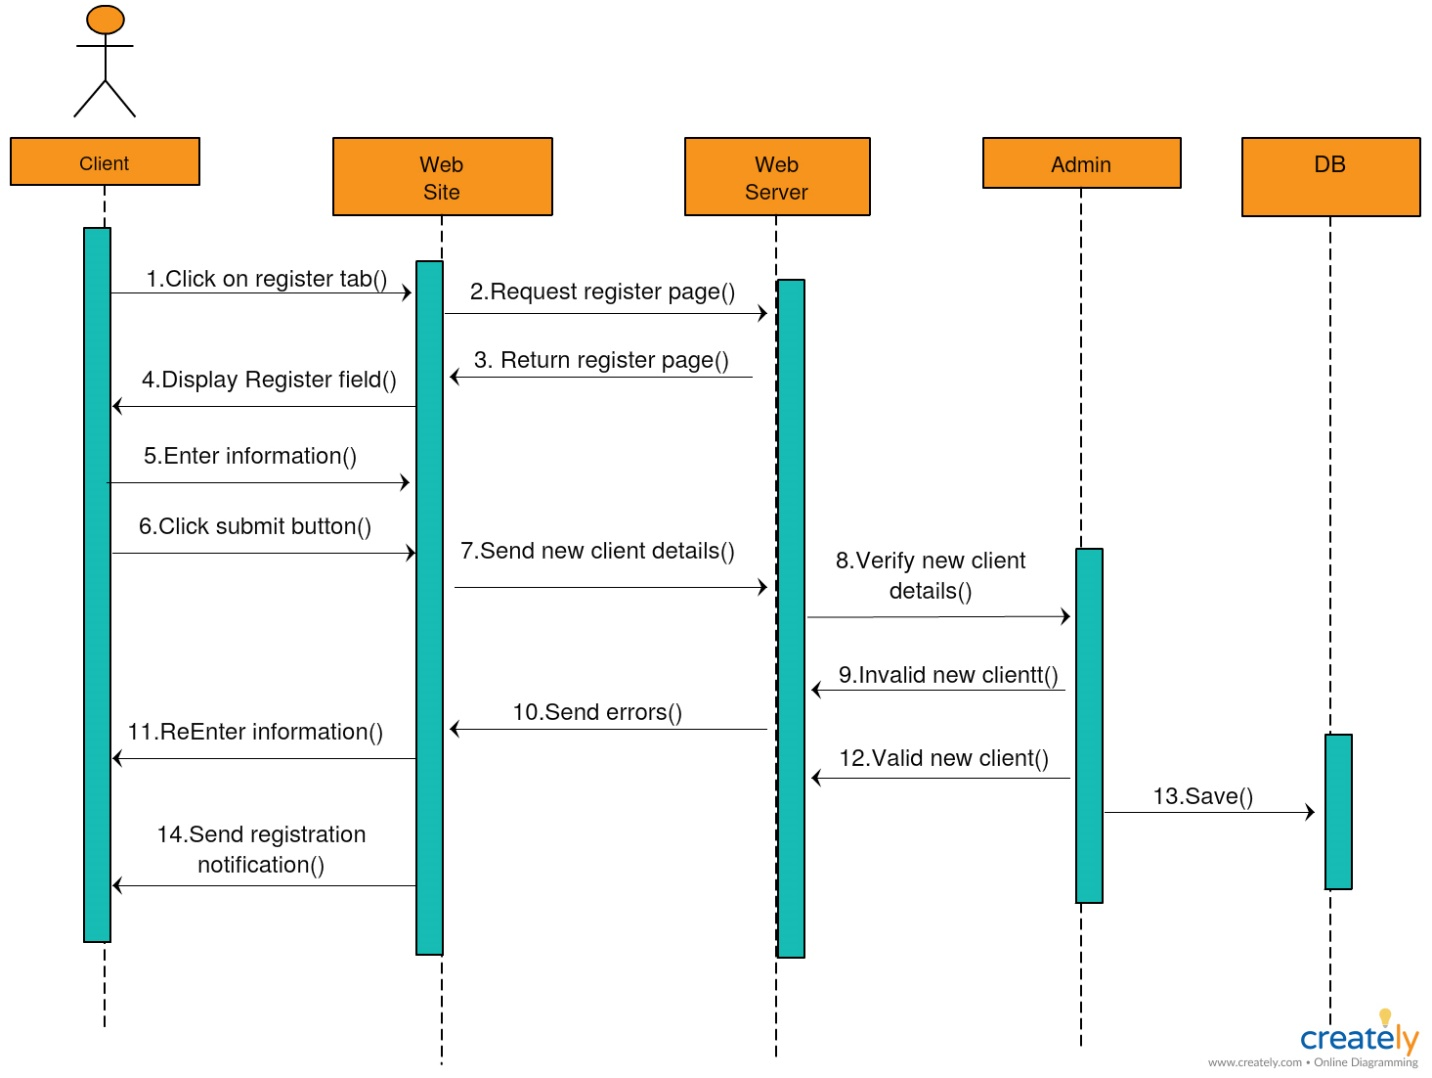 Client
Web
Site
Web
Server
Admin
DB
1.Click on register tab()
2.Request register page()
3. Return register page()
4.Display Register field()
5.Enter information()
6.Click submit button()
7.Send new client details()
8.Verify new client
details()
9.Invalid new clientt()
10.Send errors()
11.ReEnter information()
12.Valid new client()
13.Save()
14.Send registration
notification()
creately
www.creately.com • Online Diagramming